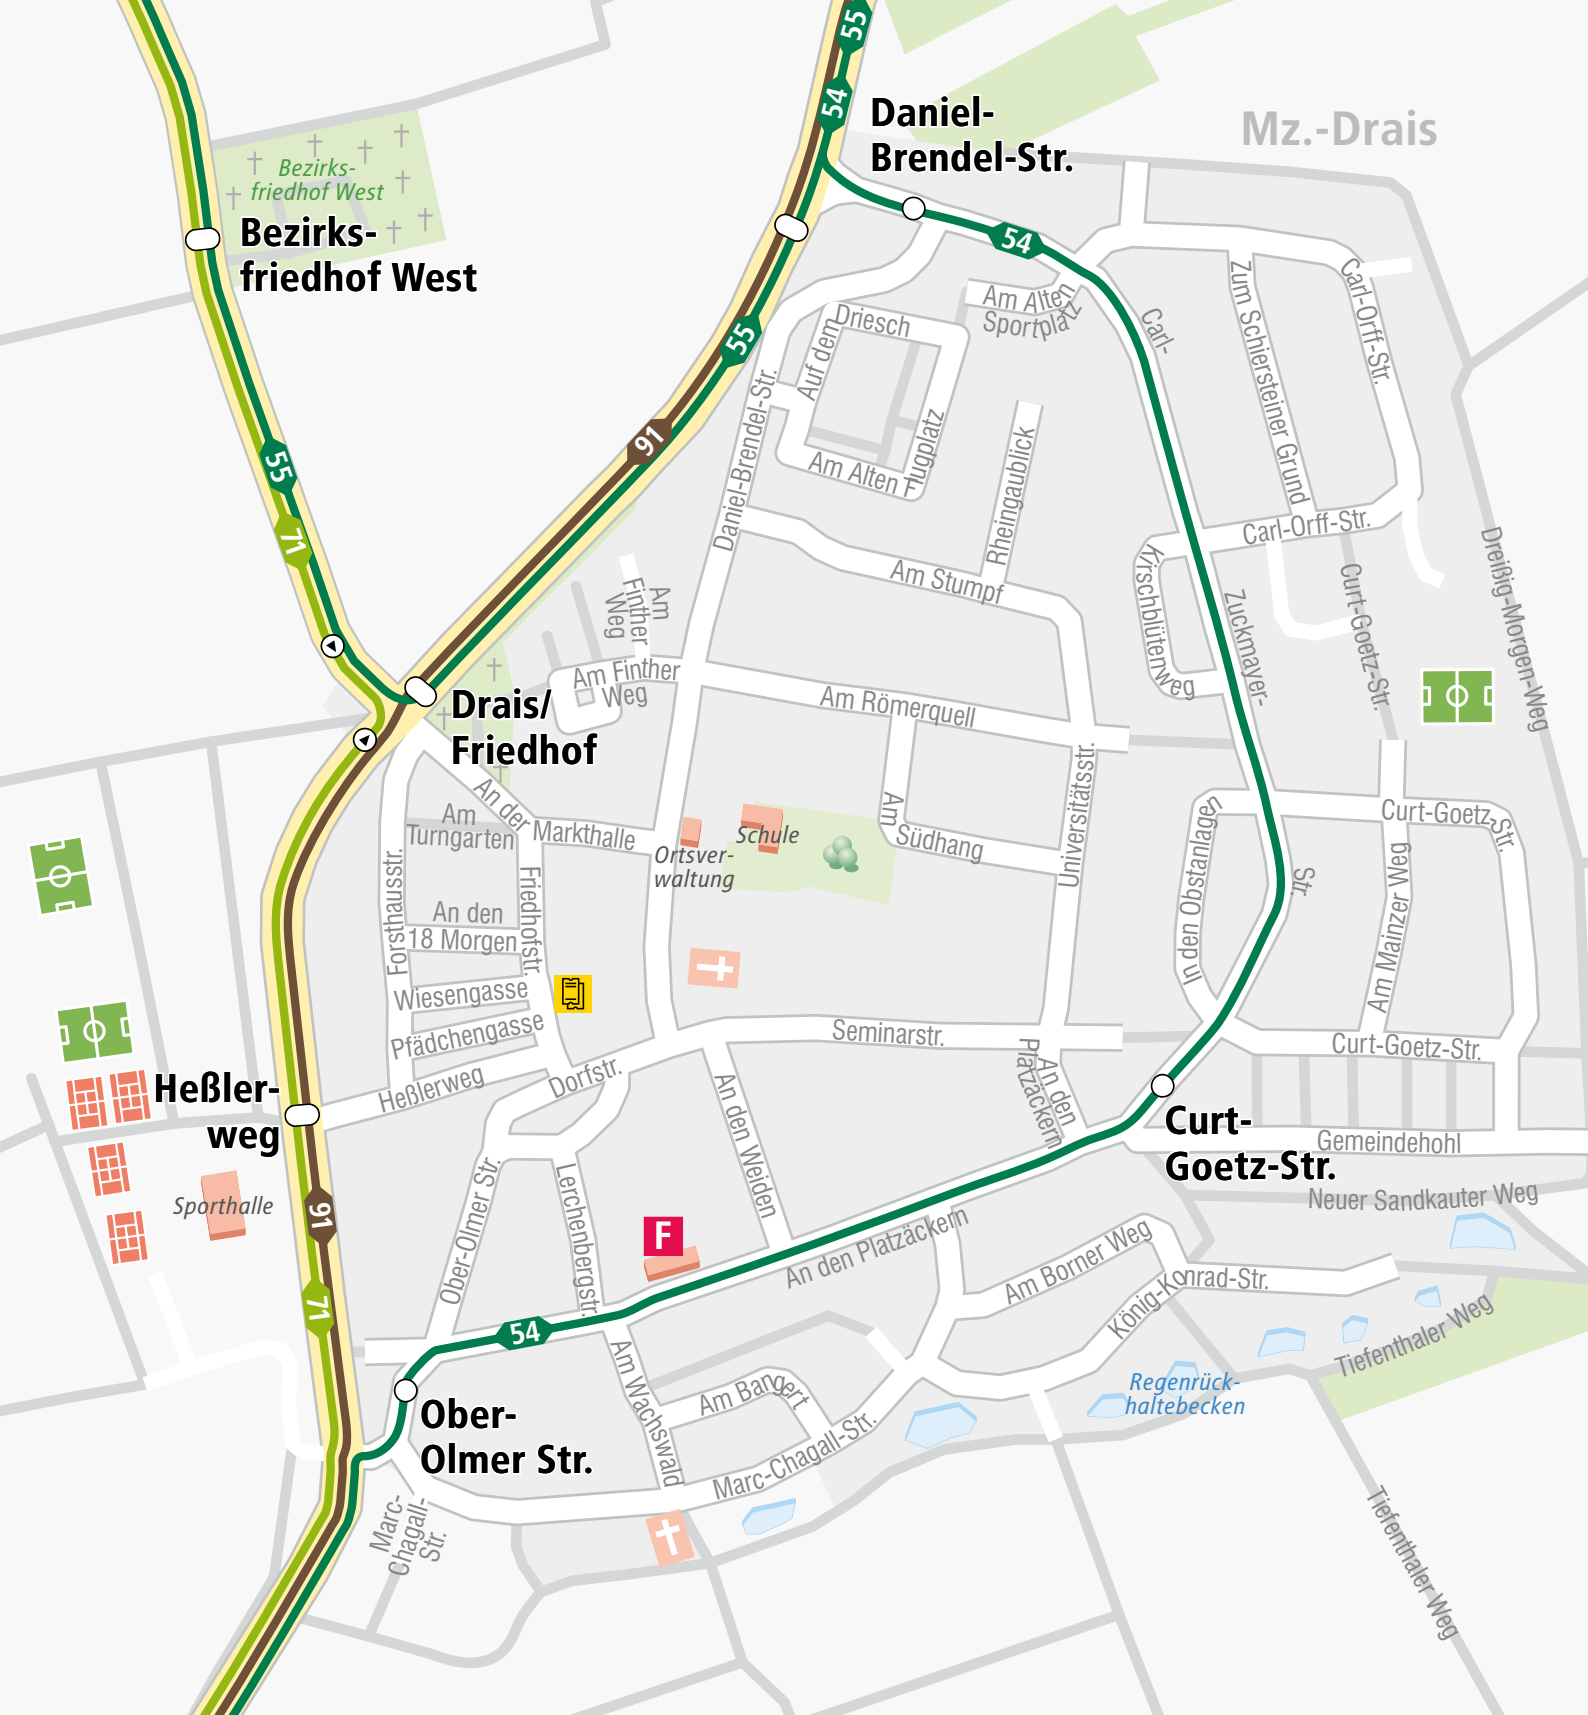 55
54
Daniel-
Brendel-Str.
Mz.-Drais
Bezirks-
friedhof West
Bezirks-
friedhof West
54
Am Alten
Sportplatz
Carl-
Zum Schiersteiner Grund
Carl-Orff-Str.
Driesch
Auf dem
55
91
Daniel-Brendel-Str.
Am Alten Flugplatz
Rheingaublick
55
71
Carl-Orff-Str.
Kirschblütenweg
Am Stumpf
Curt-Goetz-Str.
Dreißig-Morgen-Weg
Zuckmayer-
Am
Finther
Weg
Am Finther
Weg
Am Römerquell
Drais/
Friedhof
Universitätsstr.
An der
Markthalle
Am
Turngarten
Ortsver-
waltung
Schule
Am
Südhang
In den Obstanlagen
Curt-Goetz-Str.
Str.
Am Mainzer Weg
Forsthausstr.
Friedhofstr.
An den
18 Morgen
Wiesengasse
Pfädchengasse
Heßlerweg
Dorfstr.
Seminarstr.
An den
Platzäckern
Curt-Goetz-Str.
Heßler-
weg
An den Weiden
Curt-
Goetz-Str.
Gemeindehohl
Neuer Sandkauter Weg
Sporthalle
91
71
Ober-Olmer Str.
Lerchenbergstr.
F
An den Platzäckern
Am Borner Weg
König-Konrad-Str.
Tiefenthaler Weg
54
Am Wachswald
Am Bangert
Regenrück-
haltebecken
Ober-
Olmer Str.
Marc-Chagall-Str.
Marc-
Chagall-
Str.
Tiefenthaler Weg